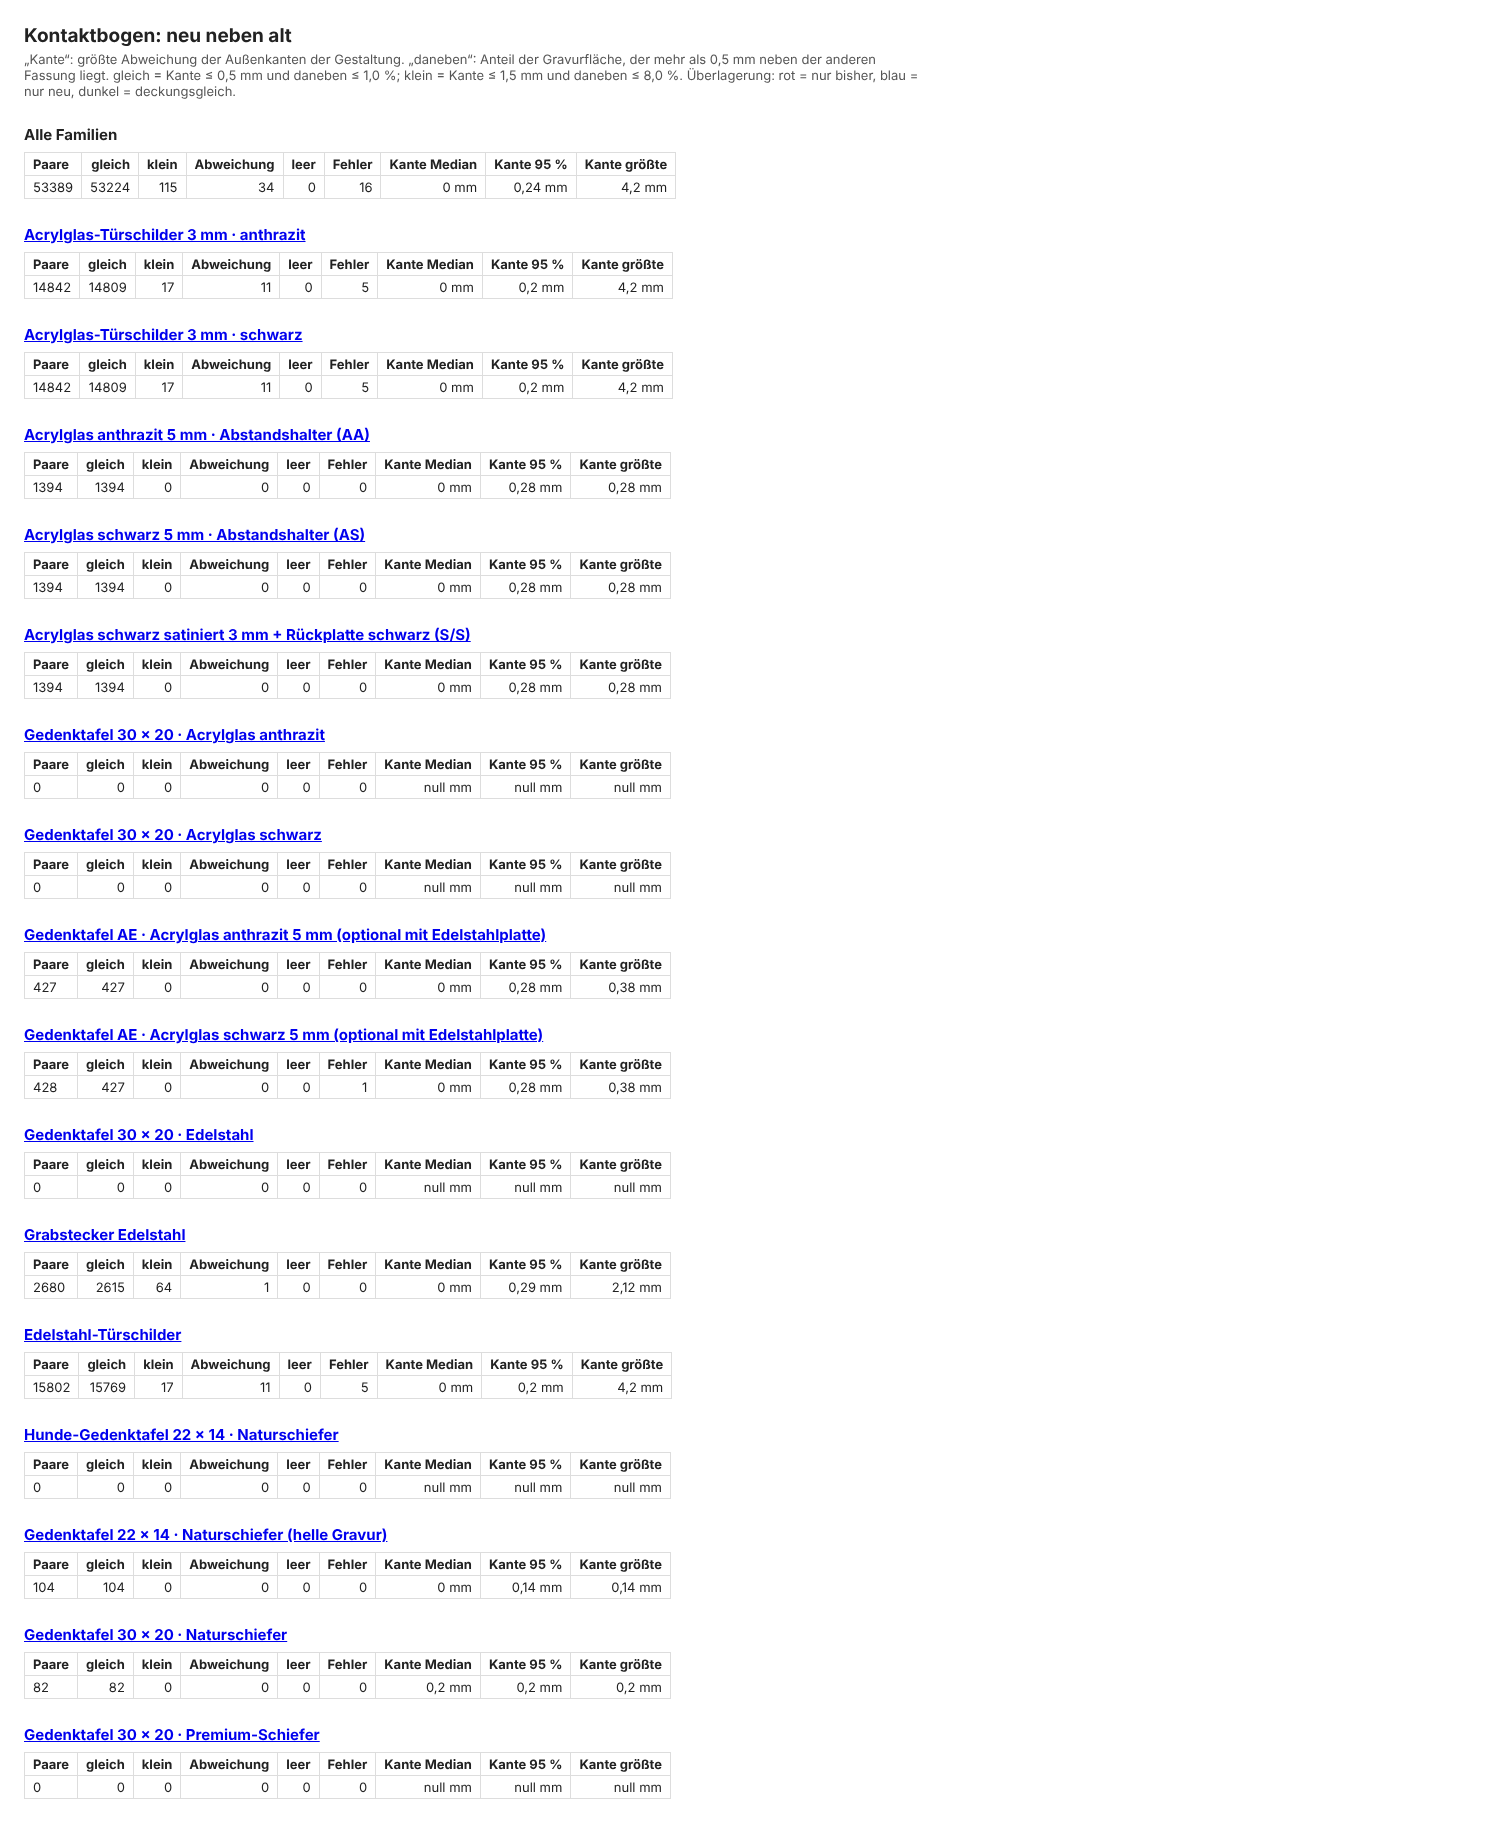 Kontaktbogen: neu neben alt
„Kante“: größte Abweichung der Außenkanten der Gestaltung. „daneben“: Anteil der Gravurfläche, der mehr als 0,5 mm neben der anderen
Fassung liegt. gleich = Kante ≤ 0,5 mm und daneben ≤ 1,0 %; klein = Kante ≤ 1,5 mm und daneben ≤ 8,0 %. Überlagerung: rot = nur bisher, blau =
nur neu, dunkel = deckungsgleich.
Alle Familien
Paare gleich klein Abweichung leer Fehler Kante Median Kante 95 % Kante größte
53389 53224 115 34 0 16 0 mm 0,24 mm 4,2 mm
Acrylglas-Türschilder 3 mm · anthrazit
Paare gleich klein Abweichung leer Fehler Kante Median Kante 95 % Kante größte
14842 14809 17 11 0 5 0 mm 0,2 mm 4,2 mm
Acrylglas-Türschilder 3 mm · schwarz
Paare gleich klein Abweichung leer Fehler Kante Median Kante 95 % Kante größte
14842 14809 17 11 0 5 0 mm 0,2 mm 4,2 mm
Acrylglas anthrazit 5 mm · Abstandshalter (AA)
Paare gleich klein Abweichung leer Fehler Kante Median Kante 95 % Kante größte
1394 1394 0 0 0 0 0 mm 0,28 mm 0,28 mm
Acrylglas schwarz 5 mm · Abstandshalter (AS)
Paare gleich klein Abweichung leer Fehler Kante Median Kante 95 % Kante größte
1394 1394 0 0 0 0 0 mm 0,28 mm 0,28 mm
Acrylglas schwarz satiniert 3 mm + Rückplatte schwarz (S/S)
Paare gleich klein Abweichung leer Fehler Kante Median Kante 95 % Kante größte
1394 1394 0 0 0 0 0 mm 0,28 mm 0,28 mm
Gedenktafel 30 × 20 · Acrylglas anthrazit
Paare gleich klein Abweichung leer Fehler Kante Median Kante 95 % Kante größte
0 0 0 0 0 0 null mm null mm null mm
Gedenktafel 30 × 20 · Acrylglas schwarz
Paare gleich klein Abweichung leer Fehler Kante Median Kante 95 % Kante größte
0 0 0 0 0 0 null mm null mm null mm
Gedenktafel AE · Acrylglas anthrazit 5 mm (optional mit Edelstahlplatte)
Paare gleich klein Abweichung leer Fehler Kante Median Kante 95 % Kante größte
427 427 0 0 0 0 0 mm 0,28 mm 0,38 mm
Gedenktafel AE · Acrylglas schwarz 5 mm (optional mit Edelstahlplatte)
Paare gleich klein Abweichung leer Fehler Kante Median Kante 95 % Kante größte
428 427 0 0 0 1 0 mm 0,28 mm 0,38 mm
Gedenktafel 30 × 20 · Edelstahl
Paare gleich klein Abweichung leer Fehler Kante Median Kante 95 % Kante größte
0 0 0 0 0 0 null mm null mm null mm
Grabstecker Edelstahl
Paare gleich klein Abweichung leer Fehler Kante Median Kante 95 % Kante größte
2680 2615 64 1 0 0 0 mm 0,29 mm 2,12 mm
Edelstahl-Türschilder
Paare gleich klein Abweichung leer Fehler Kante Median Kante 95 % Kante größte
15802 15769 17 11 0 5 0 mm 0,2 mm 4,2 mm
Hunde-Gedenktafel 22 × 14 · Naturschiefer
Paare gleich klein Abweichung leer Fehler Kante Median Kante 95 % Kante größte
0 0 0 0 0 0 null mm null mm null mm
Gedenktafel 22 × 14 · Naturschiefer (helle Gravur)
Paare gleich klein Abweichung leer Fehler Kante Median Kante 95 % Kante größte
104 104 0 0 0 0 0 mm 0,14 mm 0,14 mm
Gedenktafel 30 × 20 · Naturschiefer
Paare gleich klein Abweichung leer Fehler Kante Median Kante 95 % Kante größte
82 82 0 0 0 0 0,2 mm 0,2 mm 0,2 mm
Gedenktafel 30 × 20 · Premium-Schiefer
Paare gleich klein Abweichung leer Fehler Kante Median Kante 95 % Kante größte
0 0 0 0 0 0 null mm null mm null mm